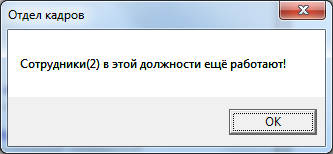 Отдел кадров
Сотрудники(2) в этой должности ещё работают!
OK